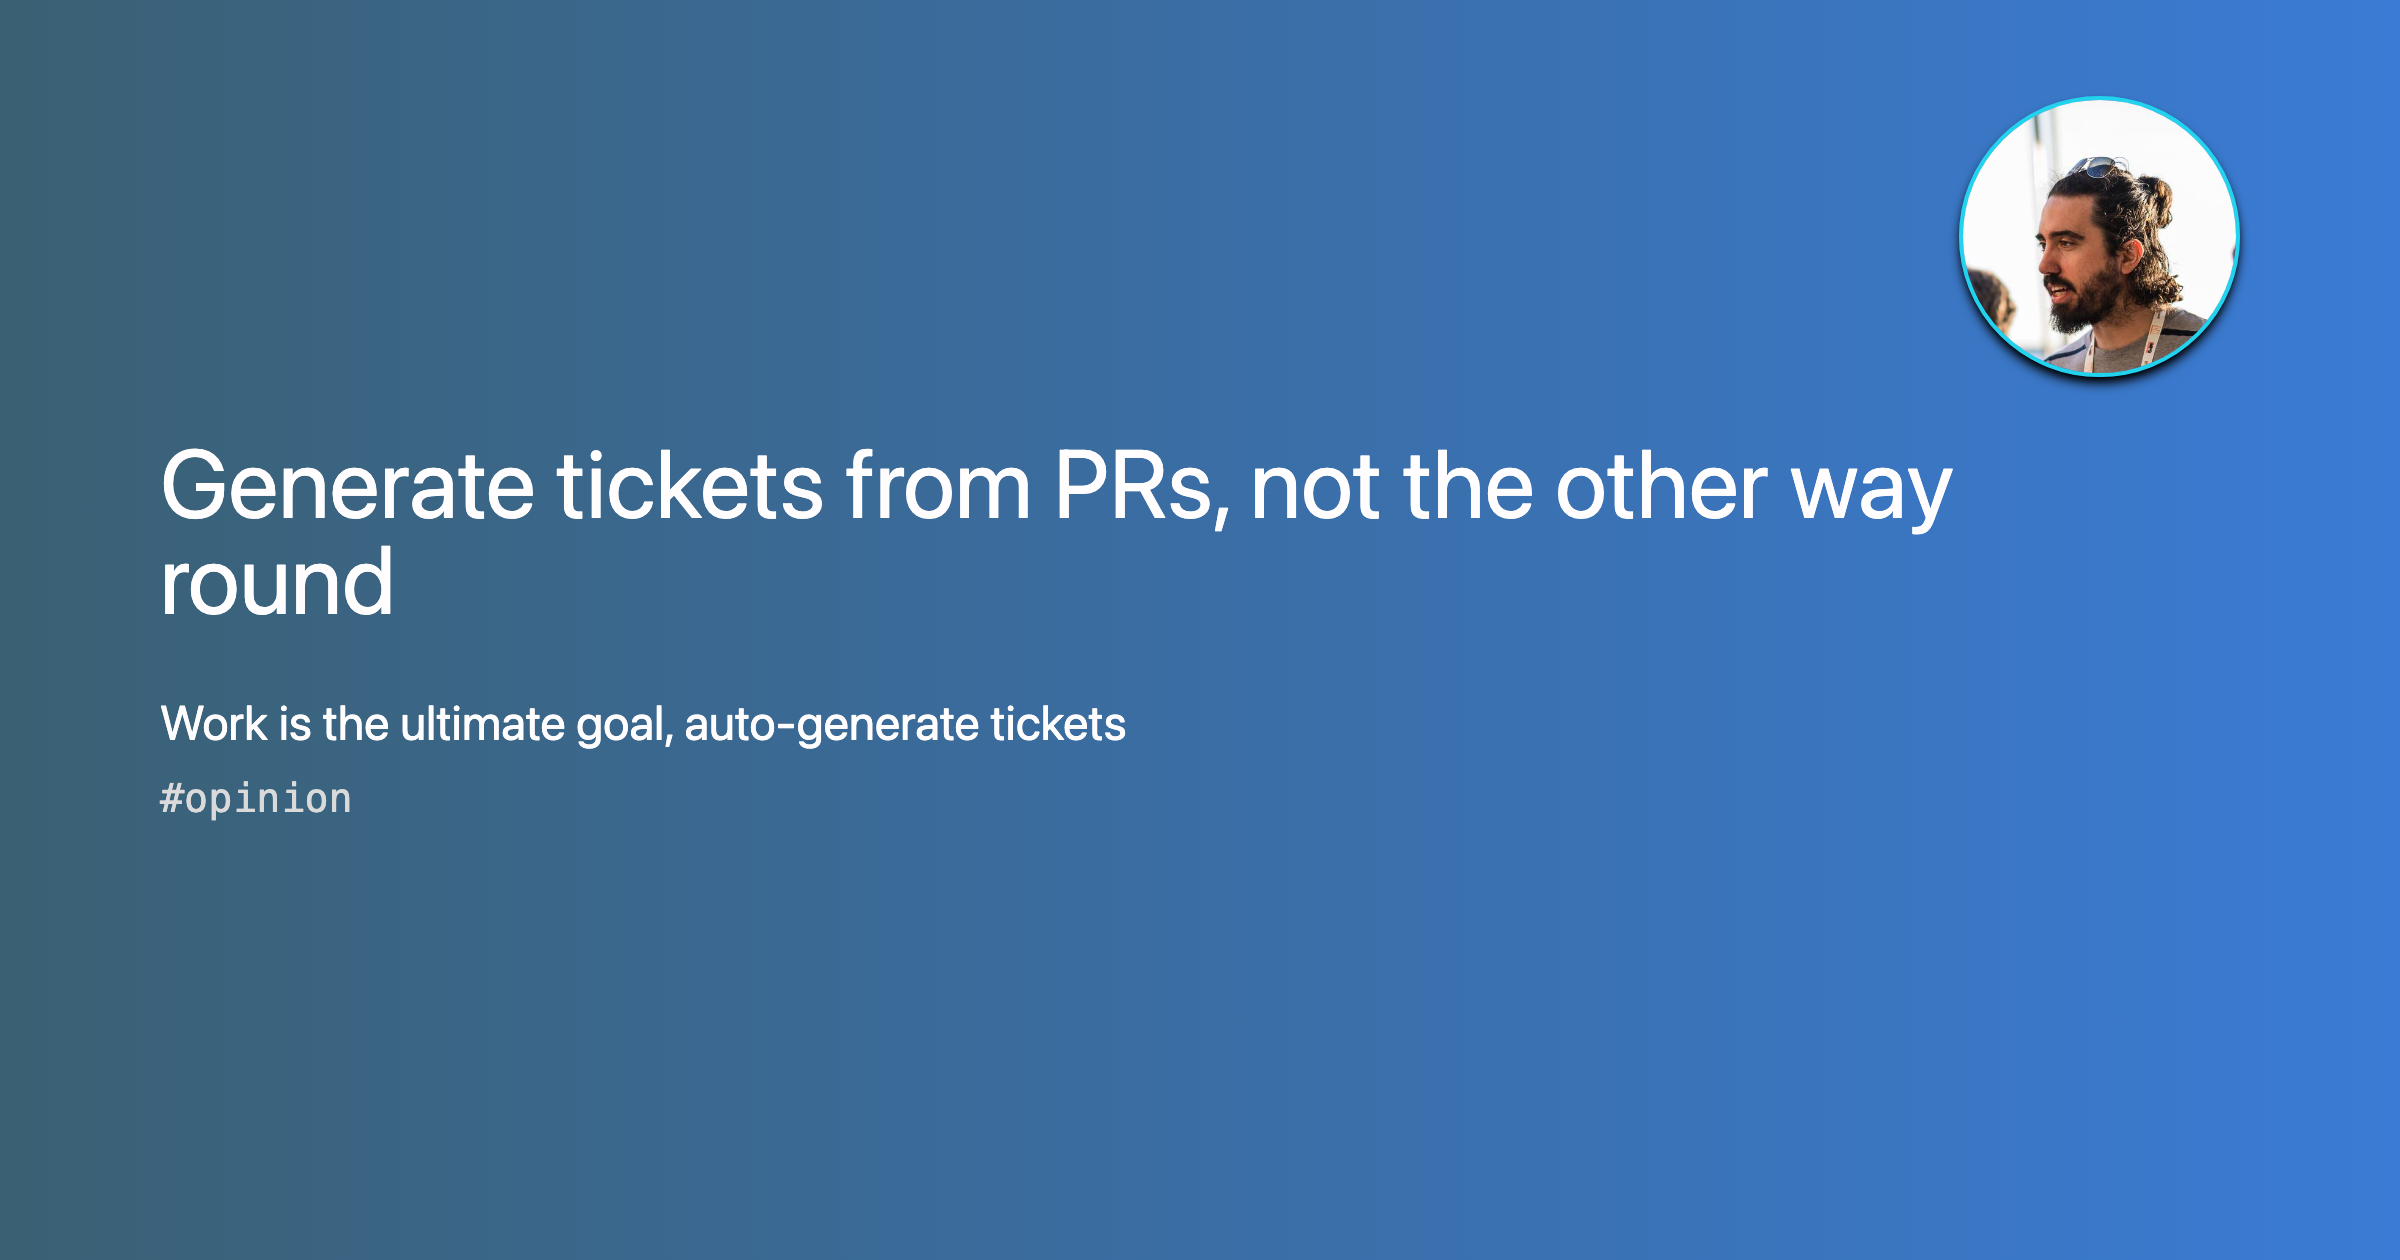 Generate tickets from PRs, not the other way
round
Work is the ultimate goal, auto-generate tickets
#opinion